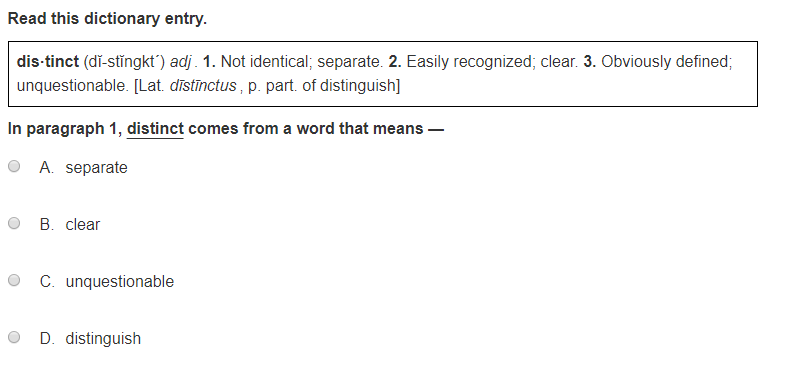 Read this dictionary entry.
dis·tinct (dĭ-stĭngkt´) adj . 1. Not identical; separate. 2. Easily recognized; clear. 3. Obviously defined;
unquestionable. [Lat. dīstīnctus , p. part. of distinguish]
In paragraph 1, distinct comes from a word that means —
A. separate
B. clear
C. unquestionable
D. distinguish